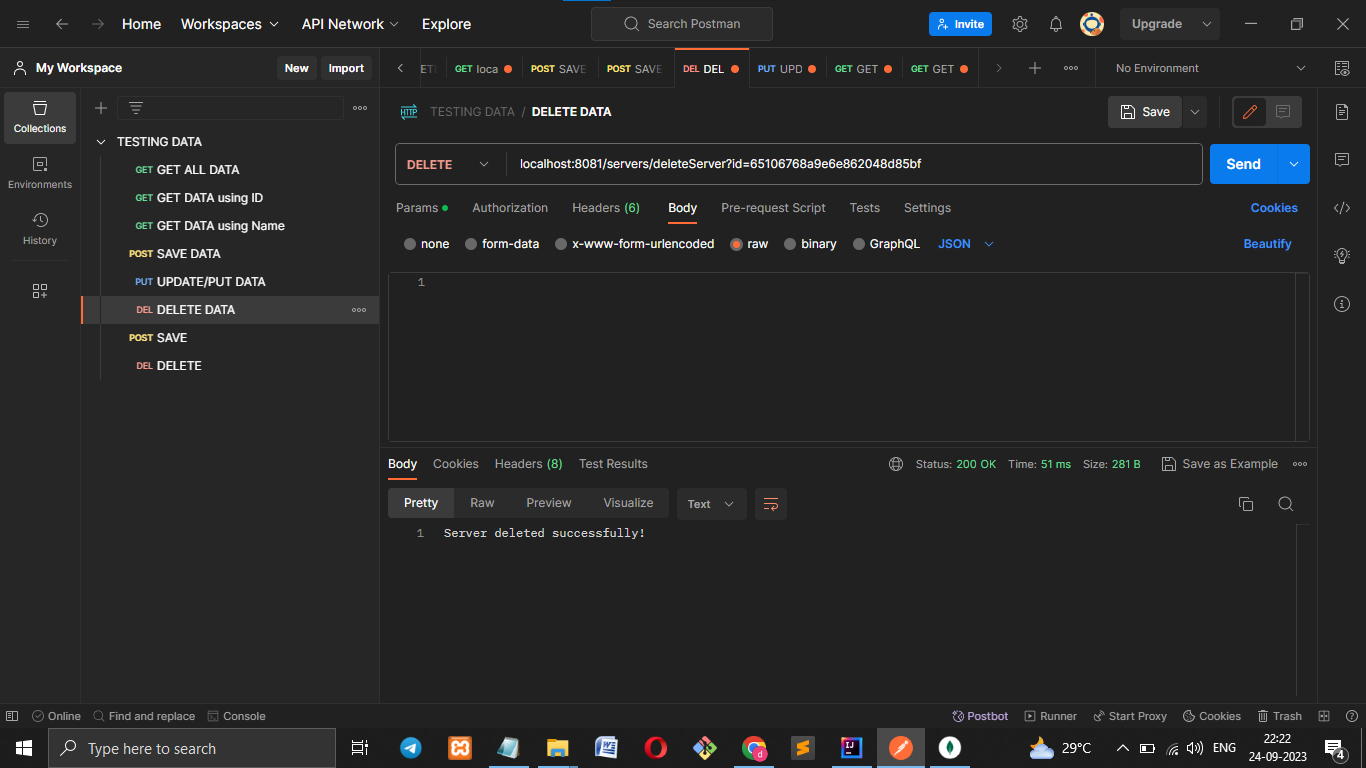 Home Workspaces API Network Explore Search Postman Invite Upgrade
My Workspace New Import
GET loca POST SAVE POST SAVE DEL DEL PUT UPD GET GET GET GET No Environment
Collections
Environments
History
TESTING DATA
GET GET ALL DATA
GET GET DATA using ID
GET GET DATA using Name
POST SAVE DATA
PUT UPDATE/PUT DATA
DEL DELETE DATA
POST SAVE
DEL DELETE
HTTP TESTING DATA / DELETE DATA Save
DELETE localhost:8081/servers/deleteServer?id=65106768a9e6e862048d85bf Send
Params Authorization Headers (6) Body Pre-request Script Tests Settings Cookies
none form-data x-www-form-urlencoded raw binary GraphQL JSON Beautify
1
Body Cookies Headers (8) Test Results Status: 200 OK Time: 51 ms Size: 281 B Save as Example
Pretty Raw Preview Visualize Text
1 Server deleted successfully!
Online Find and replace Console Postbot Runner Start Proxy Cookies Trash
Type here to search 29°C ENG 22:22
24-09-2023 4